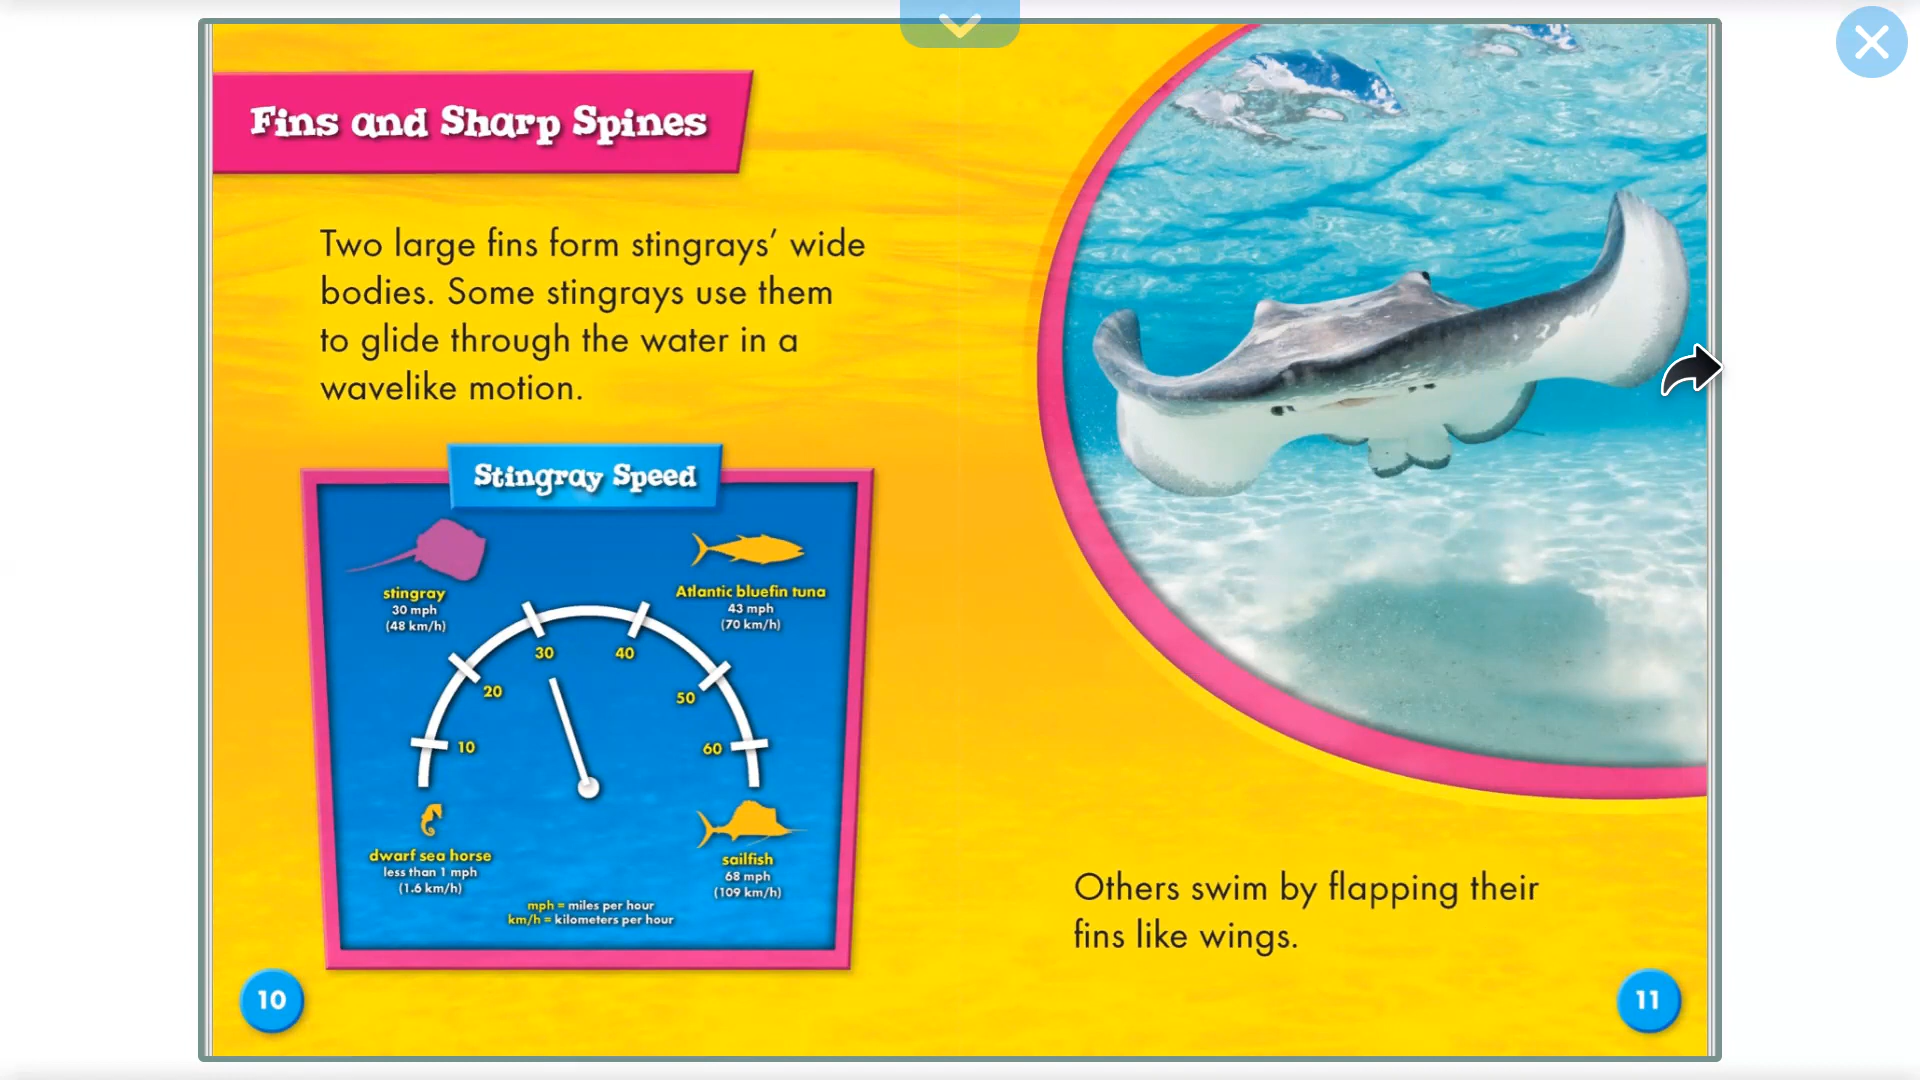 Fins and Sharp Spines
Two large fins form stingrays’ wide
bodies. Some stingrays use them
to glide through the water in a
wavelike motion.
Stingray Speed
stingray
30 mph
(48 km/h)
Atlantic bluefin tuna
43 mph
(70 km/h)
10
20
30
40
50
60
dwarf sea horse
less than 1 mph
(1.6 km/h)
sailfish
68 mph
(109 km/h)
mph = miles per hour
km/h = kilometers per hour
10
Others swim by flapping their
fins like wings.
11